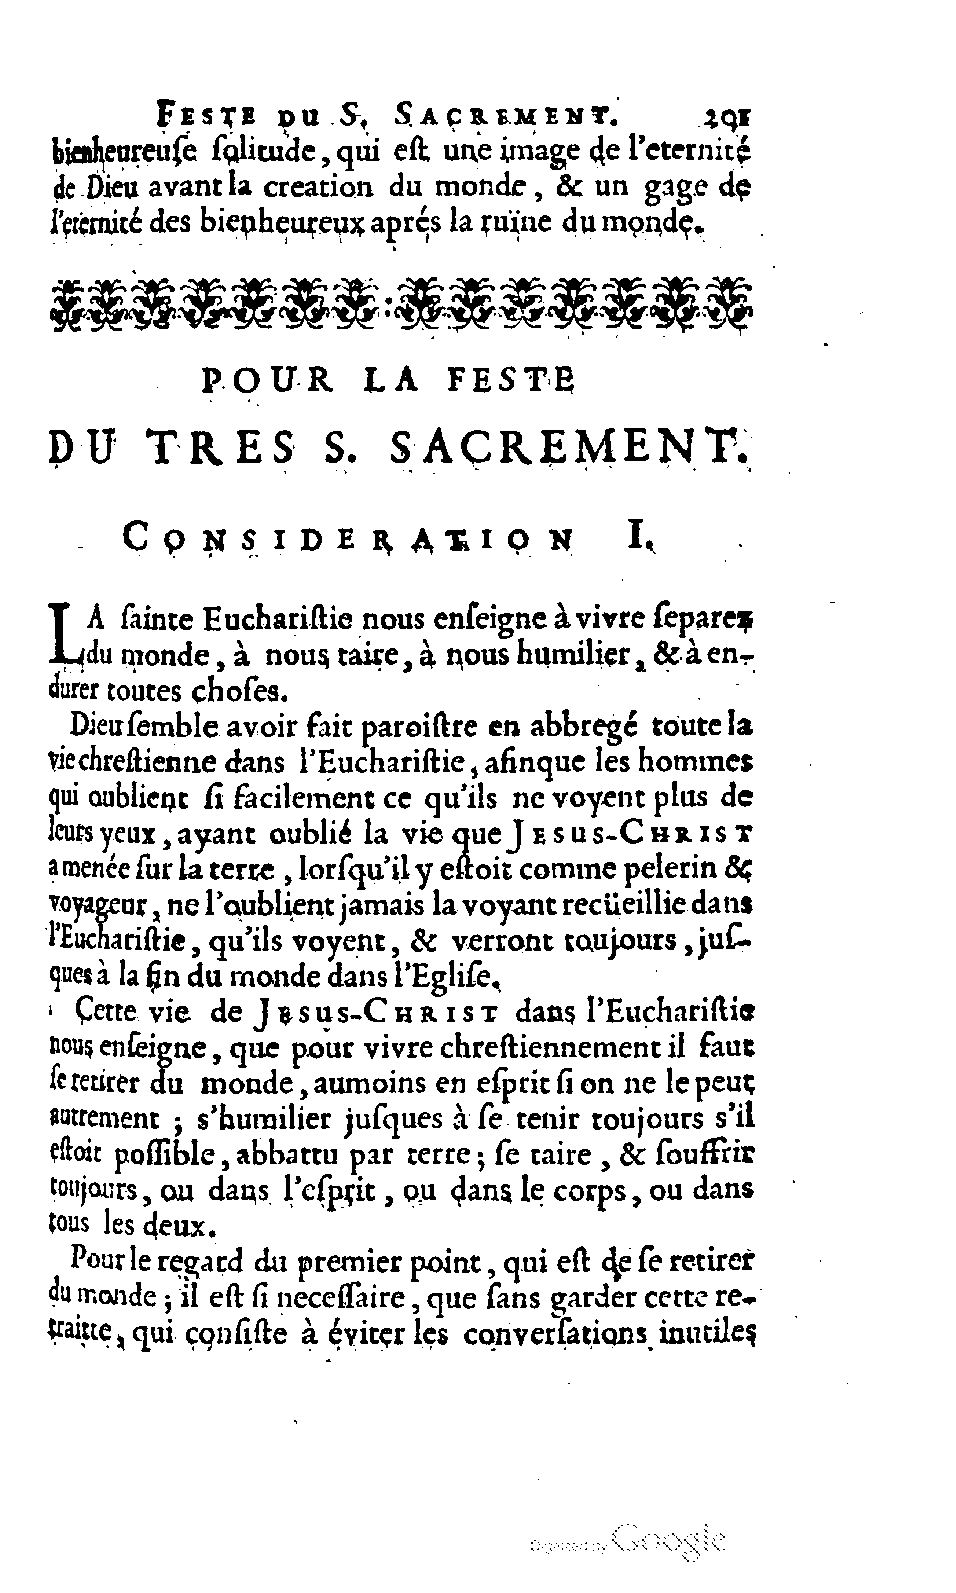 FESTE DU S. SACREMENT. 291
bienheureuſe ſolitude, qui eſt une image de l'eternité
de Dieu avant la creation du monde, & un gage de
l'eternité des bienheureux aprés la ruïne du monde.
POUR LA FESTE
DU TRES S. SACREMENT.
CONSIDERATION I.
LA ſainte Euchariſtie nous enſeigne à vivre ſeparez
du monde, à nous taire, à nous humilier, & à en-
durer toutes choſes.
Dieu ſemble avoir fait paroiſtre en abbregé toute la
vie chreſtienne dans l'Euchariſtie, afinque les hommes
qui oublient ſi facilement ce qu'ils ne voyent plus de
leurs yeux, ayant oublié la vie que JESUS-CHRIST
a menée ſur la terre, lorſqu'il y eſtoit comme pelerin &
voyageur, ne l'oublient jamais la voyant recüeillie dans
l'Euchariſtie, qu'ils voyent, & verront toujours, juſ-
ques à la fin du monde dans l'Egliſe.
Cette vie de JESUS-CHRIST dans l'Euchariſtie
nous enſeigne, que pour vivre chreſtiennement il faut
ſe retirer du monde, aumoins en eſprit ſi on ne le peut
autrement ; s'humilier juſques à ſe tenir toujours s'il
eſtoit poſſible, abbattu par terre ; ſe taire, & ſouffrir
toujours, ou dans l'eſprit, ou dans le corps, ou dans
tous les deux.
Pour le regard du premier point, qui eſt de ſe retirer
du monde ; il eſt ſi neceſſaire, que ſans garder cette re-
traitte, qui conſiſte à éviter les converſations inutiles
Digitized by Google